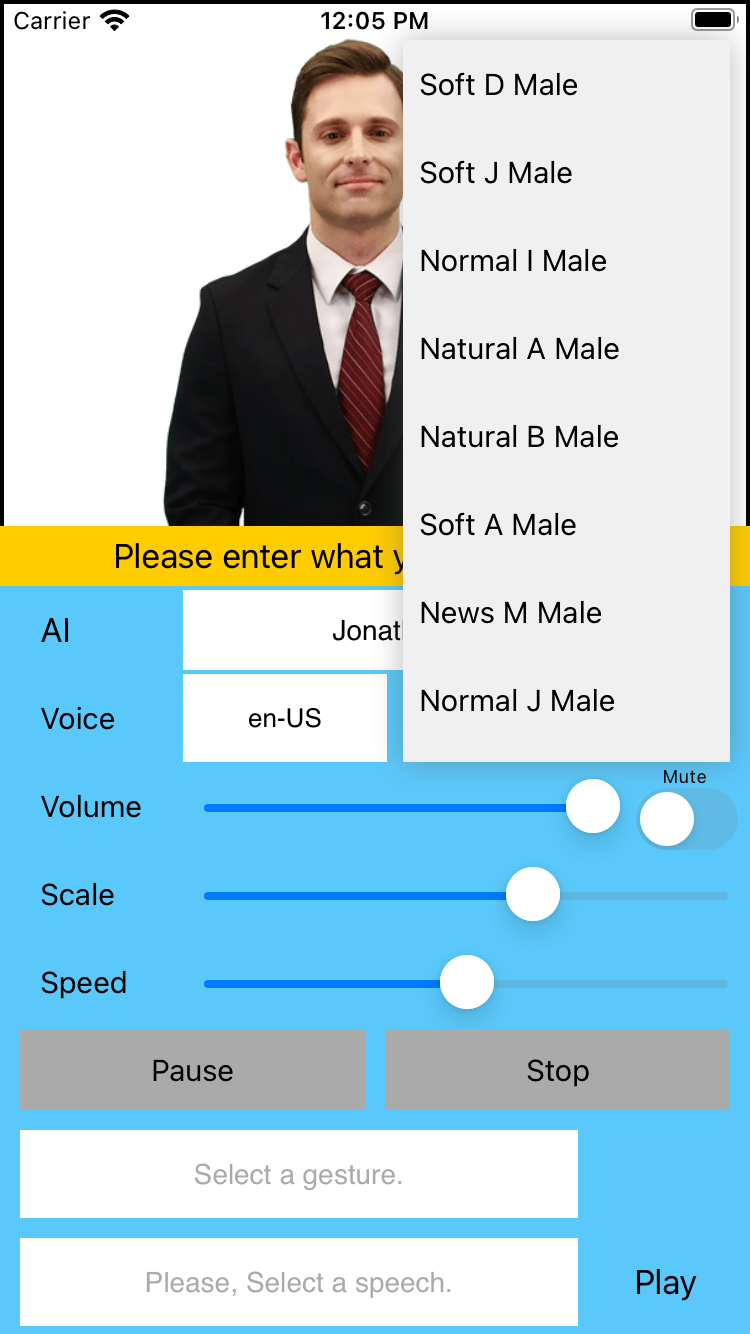 Carrier 12:05 PM
Soft D Male
Soft J Male
Normal I Male
Natural A Male
Natural B Male
Soft A Male
News M Male
Normal J Male
Please enter what
AI
Voice en-US
Mute
Volume
Scale
Speed
Pause Stop
Select a gesture.
Please, Select a speech. Play